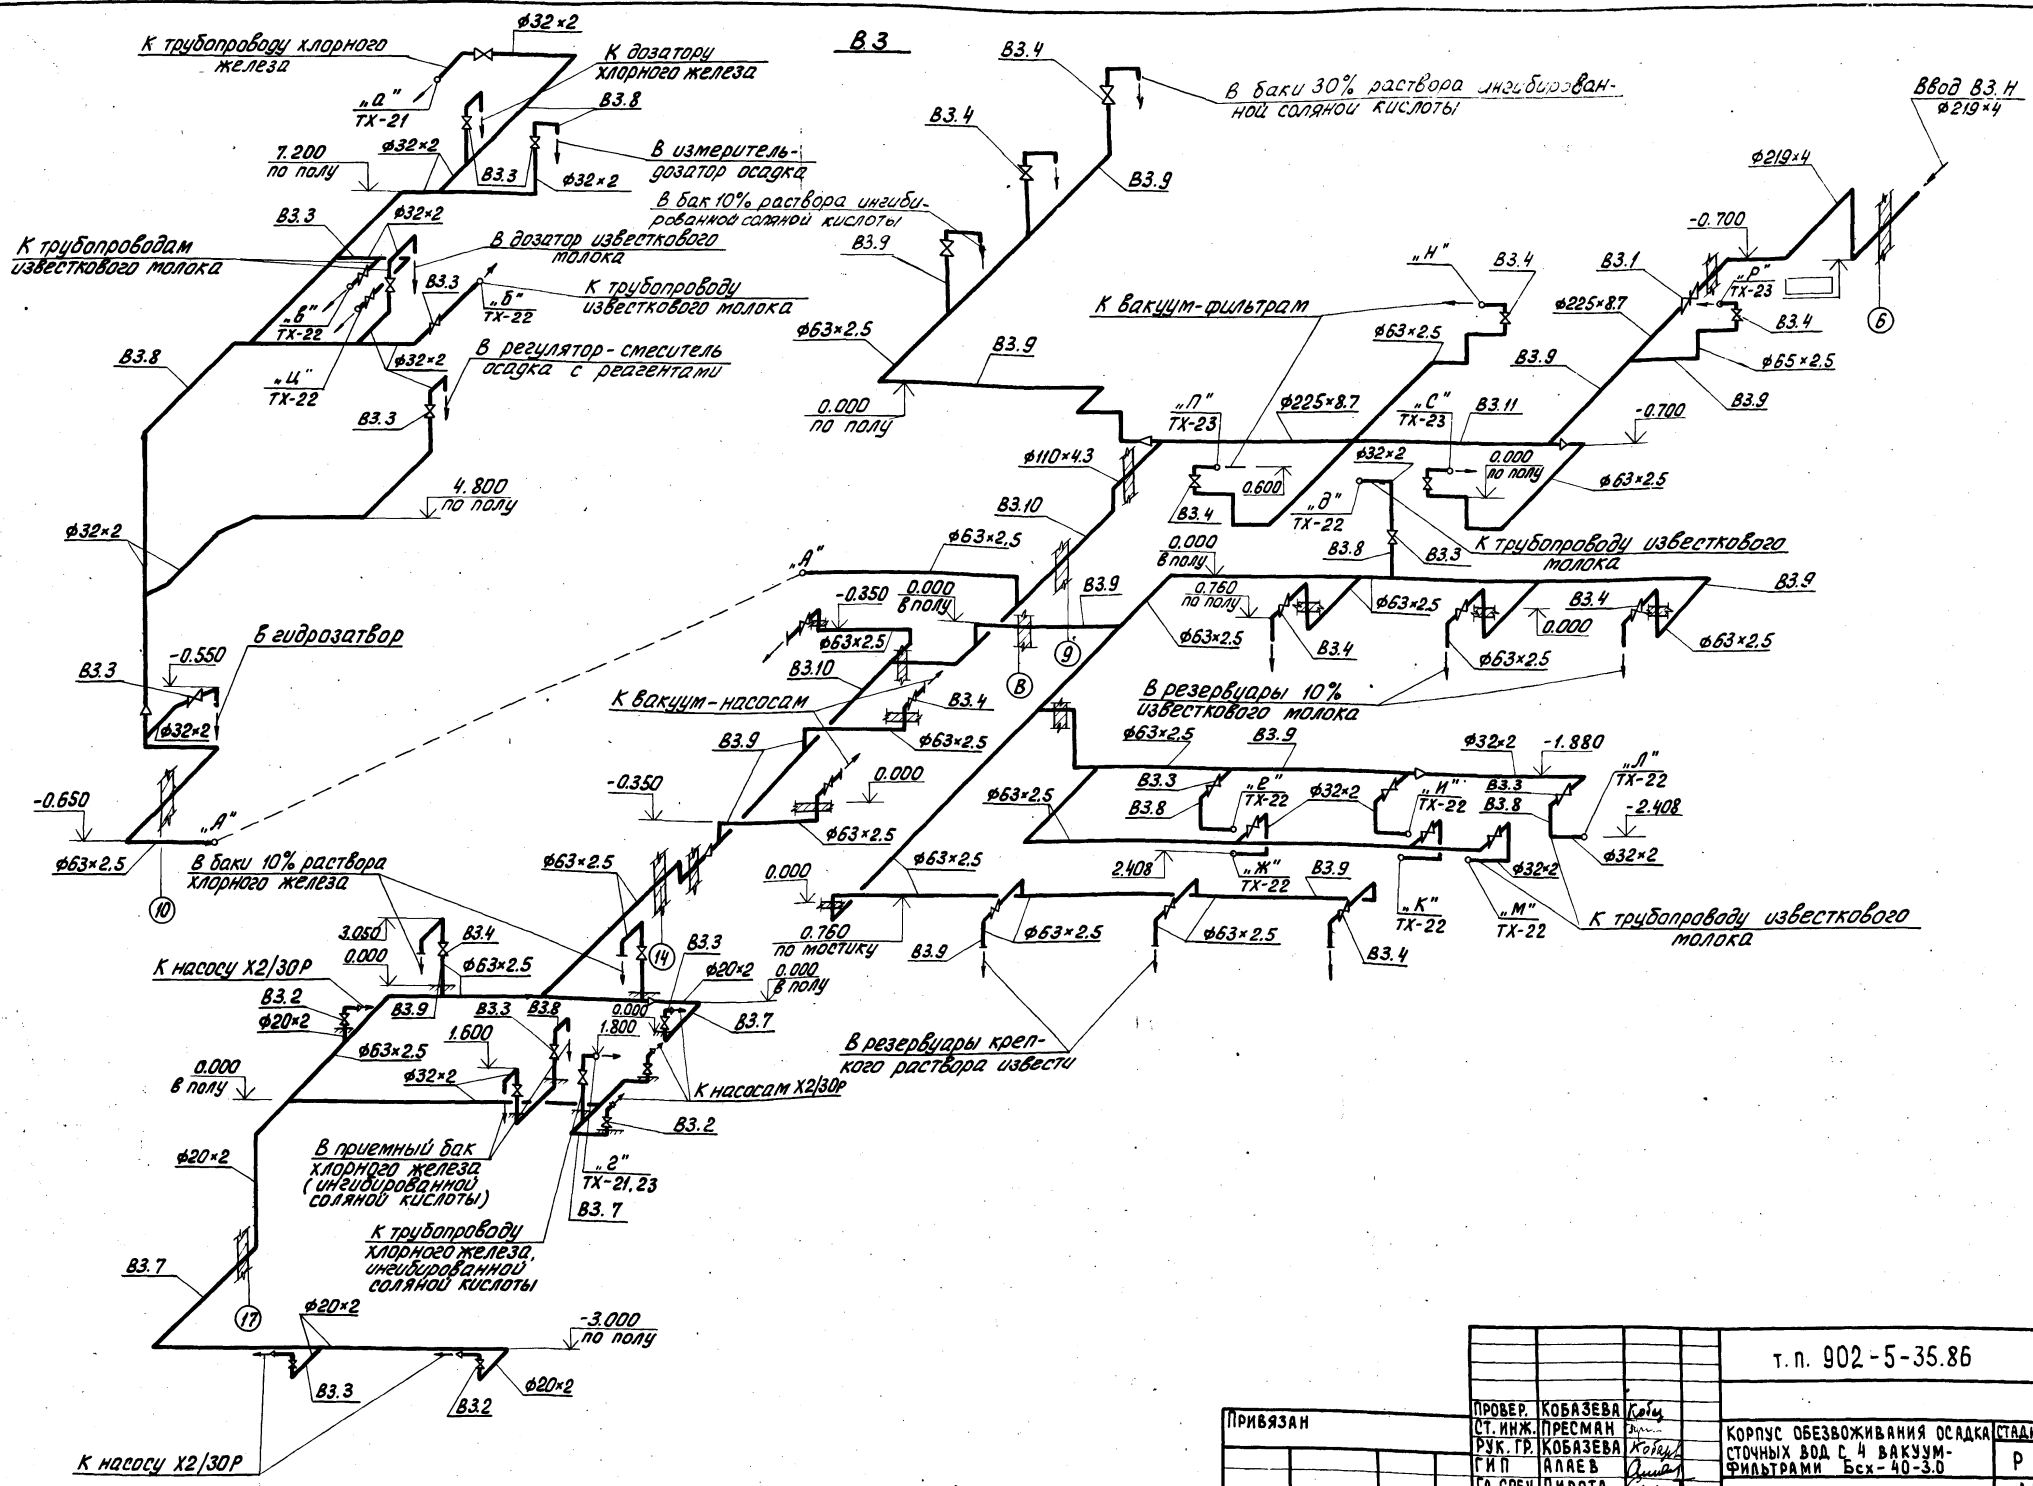 В3
К трубопроводу хлорного
железа
ф32×2
К дозатору
хлорного железа
„а"
ТХ-21
В3.8
7.200
по полу
ф32×2
В3.3
ф32×2
В измеритель-
дозатор осадка
В бак 10% раствора ингиби-
рованной соляной кислоты
В3.3
ф32×2
К трубопроводам
известкового молока
В дозатор известкового
молока
В3.3
„б"
ТХ-22
К трубопроводу
известкового молока
„в"
ТХ-22
„Ц"
ТХ-22
ф32×2
В регулятор-смеситель
осадка с реагентами
В3.8
В3.3
4.800
по полу
ф32×2
В гидрозатвор
-0.550
В3.3
ф32×2
-0.650
„А"
ф63×2.5
10
В3.4
В баки 30% раствора ингибирован-
ной соляной кислоты
В3.4
В3.9
В3.9
ф63×2.5
В3.9
0.000
по полу
Ввод В3.Н
ф219×4
ф219×4
-0.700
„Н"
В3.4
В3.1
„Р"
ТХ-23
6
К вакуум-фильтрам
ф63×2.5
ф225×8.7
В3.4
В3.9
ф65×2.5
В3.9
„П"
ТХ-23
ф225×8.7
„С"
ТХ-23
В3.11
-0.700
ф110×4.3
0.600
ф32×2
0.000
по полу
ф63×2.5
В3.4
„д"
ТХ-22
В3.10
В3.8
В3.3
К трубопроводу известкового
молока
ф63×2.5
„А"
0.000
в полу
0.760
по полу
-0.350
0.000
в полу
В3.9
9
8
ф63×2.5
ф63×2.5
ф63×2.5
В3.4
0.000
В3.9
В3.4
ф63×2.5
ф63×2.5
В резервуары 10%
известкового молока
В3.10
К вакуум-насосам
В3.4
В3.9
ф63×2.5
0.000
-0.350
ф63×2.5
ф63×2.5
В3.9
ф32×2
-1.880
„Л"
ТХ-22
В3.3
В3.8
„е"
ТХ-22
ф32×2
„И"
ТХ-22
В3.3
В3.8
-2.408
ф63×2.5
2.408
„Ж"
ТХ-22
ф32×2
ф32×2
В3.9
„К"
ТХ-22
„М"
ТХ-22
К трубопроводу известкового
молока
ф63×2.5
0.000
0.760
по мостику
В3.9
ф63×2.5
ф63×2.5
В3.4
В резервуары креп-
кого раствора извести
В баки 10% раствора
хлорного железа
ф63×2.5
14
3.050
0.000
В3.4
ф63×2.5
В3.3
ф20×2
0.000
в полу
К насосу Х2/30Р
В3.2
ф20×2
В3.9
В3.3
В3.8
0.000
1.800
В3.7
1.600
ф63×2.5
0.000
в полу
ф32×2
К насосам Х2/30Р
В3.2
В приемный бак
хлорного железа
(ингибированной
соляной кислоты)
„г"
ТХ-21,23
В3.7
ф20×2
К трубопроводу
хлорного железа,
ингибированной
соляной кислоты
В3.7
17
ф20×2
-3.000
по полу
В3.3
В3.2
ф20×2
К насосу Х2/30Р
т.п. 902-5-35.86
ПРИВЯЗАН
ПРОВЕР. КОБАЗЕВА
СТ. ИНЖ. ПРЕСМАН
РУК. ГР. КОБАЗЕВА
ГИП АЛАЕВ
КОРПУС ОБЕЗВОЖИВАНИЯ ОСАДКА
СТОЧНЫХ ВОД С 4 ВАКУУМ-
ФИЛЬТРАМИ Бсх-40-3.0
Р